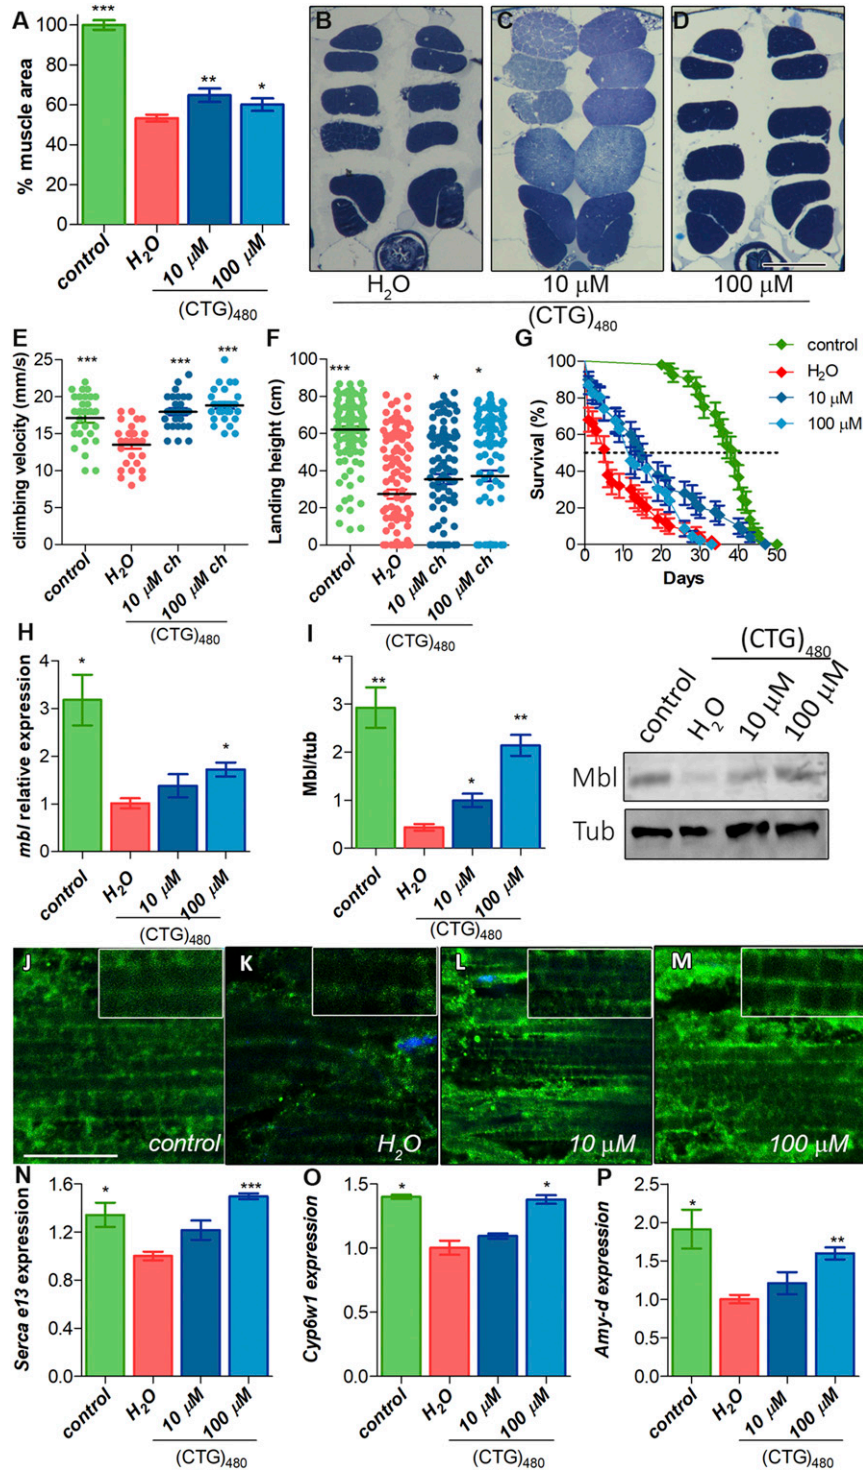 A
% muscle area
120
100
80
60
40
20
0
***
**
*
control
H2O
10 µM
100 µM
(CTG)480
B
C
D
H2O
10 µM
100 µM
(CTG)480
E
climbing velocity (mm/s)
25
20
15
10
5
0
***
***
***
control
H2O
10 µM ch
100 µM ch
(CTG)480
F
Landing height (cm)
100
80
60
40
20
0
***
*
*
control
H2O
10 µM ch
100 µM ch
(CTG)480
G
Survival (%)
100
80
60
40
20
0
0
10
20
30
40
50
Days
control
H2O
10 µM
100 µM
H
mbl relative expression
4
3
2
1
0
*
*
control
H2O
10 µM
100 µM
(CTG)480
I
Mbl/tub
4
3
2
1
0
**
*
**
control
H2O
10 µM
100 µM
(CTG)480
(CTG)480
control
H2O
10 µM
100 µM
Mbl
Tub
J
control
K
H2O
L
10 µM
M
100 µM
N
Serca e13 expression
1.6
1.2
0.8
0.4
0.0
*
***
control
H2O
10 µM
100 µM
(CTG)480
O
Cyp6w1 expression
1.5
1.0
0.5
0.0
*
*
control
H2O
10 µM
100 µM
(CTG)480
P
Amy-d expression
2.5
2.0
1.5
1.0
0.5
0.0
*
**
control
H2O
10 µM
100 µM
(CTG)480